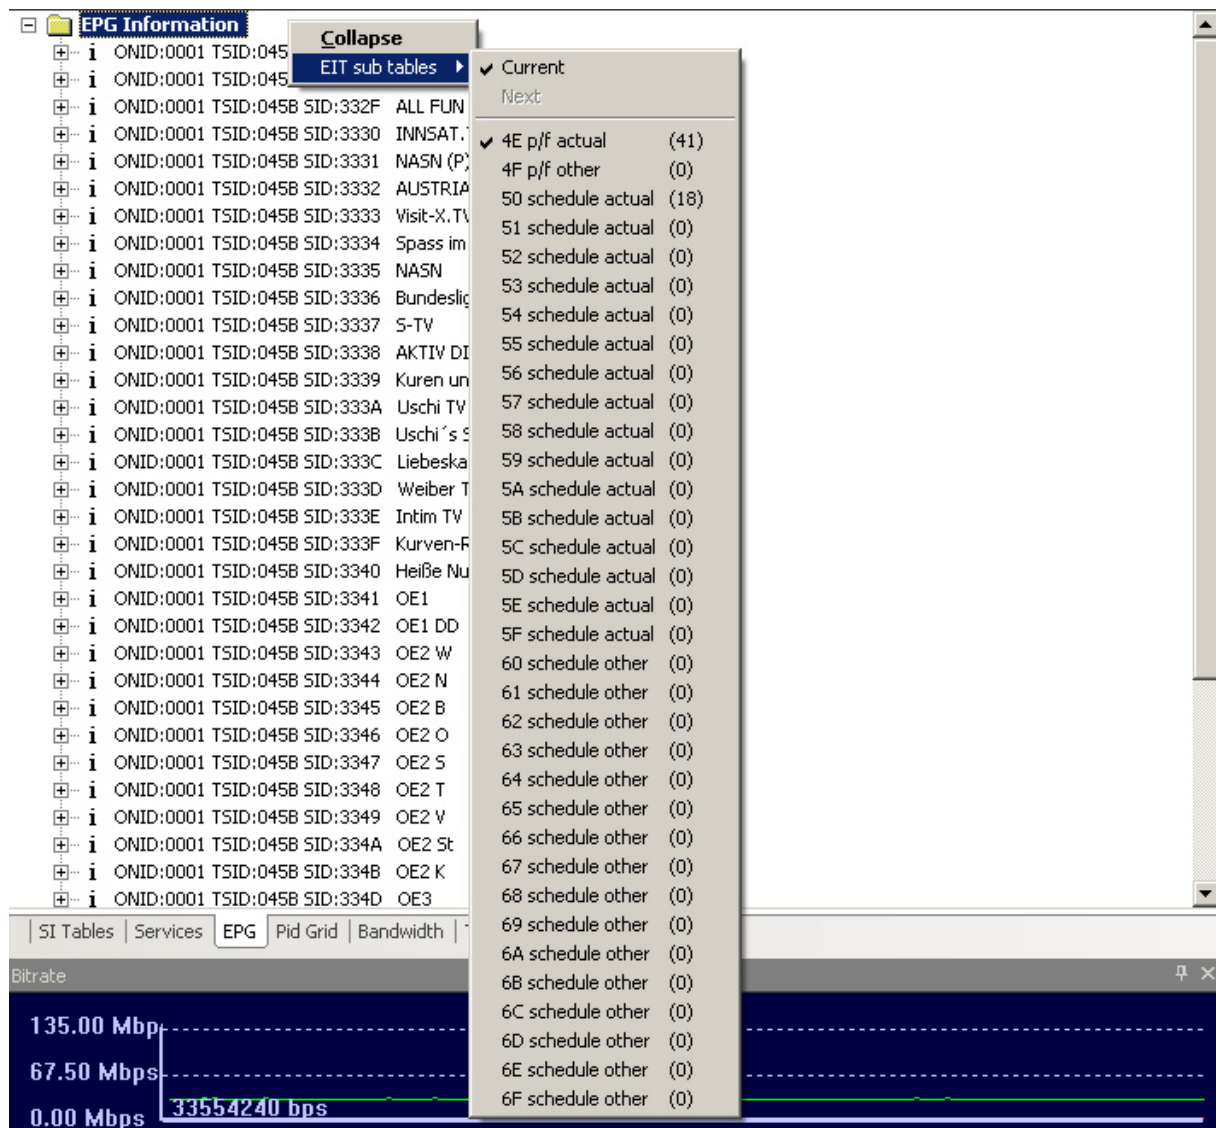 EPG Information
Collapse
EIT sub tables
Current
Next
4E p/f actual (41)
4F p/f other (0)
50 schedule actual (18)
51 schedule actual (0)
52 schedule actual (0)
53 schedule actual (0)
54 schedule actual (0)
55 schedule actual (0)
56 schedule actual (0)
57 schedule actual (0)
58 schedule actual (0)
59 schedule actual (0)
5A schedule actual (0)
5B schedule actual (0)
5C schedule actual (0)
5D schedule actual (0)
5E schedule actual (0)
5F schedule actual (0)
60 schedule other (0)
61 schedule other (0)
62 schedule other (0)
63 schedule other (0)
64 schedule other (0)
65 schedule other (0)
66 schedule other (0)
67 schedule other (0)
68 schedule other (0)
69 schedule other (0)
6A schedule other (0)
6B schedule other (0)
6C schedule other (0)
6D schedule other (0)
6E schedule other (0)
6F schedule other (0)
i ONID:0001 TSID:045
i ONID:0001 TSID:045
i ONID:0001 TSID:045B SID:332F ALL FUN
i ONID:0001 TSID:045B SID:3330 INNSAT.
i ONID:0001 TSID:045B SID:3331 NASN (P)
i ONID:0001 TSID:045B SID:3332 AUSTRIA
i ONID:0001 TSID:045B SID:3333 Visit-X.TV
i ONID:0001 TSID:045B SID:3334 Spass im
i ONID:0001 TSID:045B SID:3335 NASN
i ONID:0001 TSID:045B SID:3336 Bundeslig
i ONID:0001 TSID:045B SID:3337 S-TV
i ONID:0001 TSID:045B SID:3338 AKTIV DI
i ONID:0001 TSID:045B SID:3339 Kuren un
i ONID:0001 TSID:045B SID:333A Uschi TV
i ONID:0001 TSID:045B SID:333B Uschi´s S
i ONID:0001 TSID:045B SID:333C Liebeska
i ONID:0001 TSID:045B SID:333D Weiber T
i ONID:0001 TSID:045B SID:333E Intim TV
i ONID:0001 TSID:045B SID:333F Kurven-R
i ONID:0001 TSID:045B SID:3340 Heiße Nu
i ONID:0001 TSID:045B SID:3341 OE1
i ONID:0001 TSID:045B SID:3342 OE1 DD
i ONID:0001 TSID:045B SID:3343 OE2 W
i ONID:0001 TSID:045B SID:3344 OE2 N
i ONID:0001 TSID:045B SID:3345 OE2 B
i ONID:0001 TSID:045B SID:3346 OE2 O
i ONID:0001 TSID:045B SID:3347 OE2 S
i ONID:0001 TSID:045B SID:3348 OE2 T
i ONID:0001 TSID:045B SID:3349 OE2 V
i ONID:0001 TSID:045B SID:334A OE2 St
i ONID:0001 TSID:045B SID:334B OE2 K
i ONID:0001 TSID:045B SID:334D OE3
SI Tables Services EPG Pid Grid Bandwidth
Bitrate
135.00 Mbp
67.50 Mbps
33554240 bps
0.00 Mbps